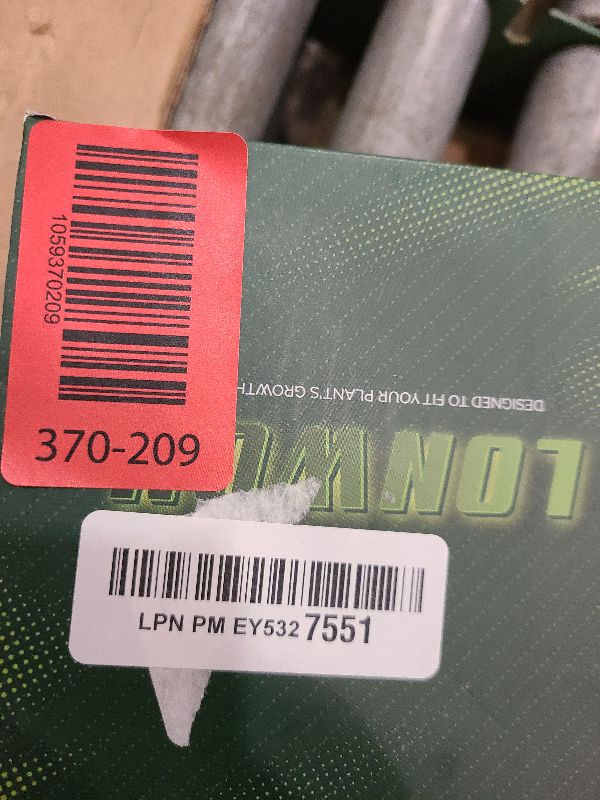 1059370209
370-209
DESIGNED TO FIT YOUR PLANT'S GROWTH
LPN PM EY532 7551